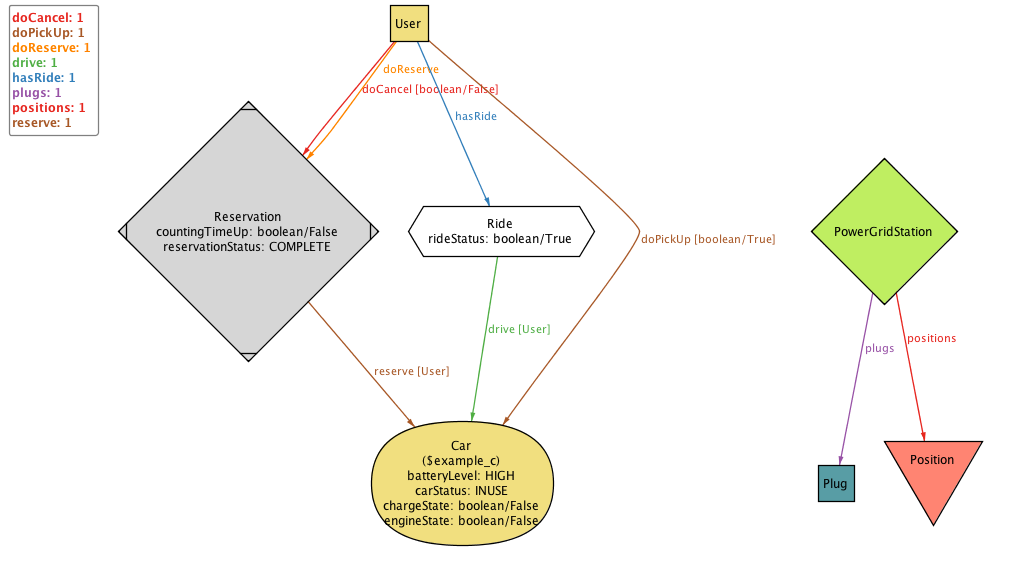 doCancel: 1
doPickUp: 1
doReserve: 1
drive: 1
hasRide: 1
plugs: 1
positions: 1
reserve: 1
User
doReserve
doCancel [boolean/False]
hasRide
Reservation
countingTimeUp: boolean/False
reservationStatus: COMPLETE
Ride
rideStatus: boolean/True
doPickUp [boolean/True]
PowerGridStation
drive [User]
plugs
positions
reserve [User]
Car
($example_c)
batteryLevel: HIGH
carStatus: INUSE
chargeState: boolean/False
engineState: boolean/False
Plug
Position